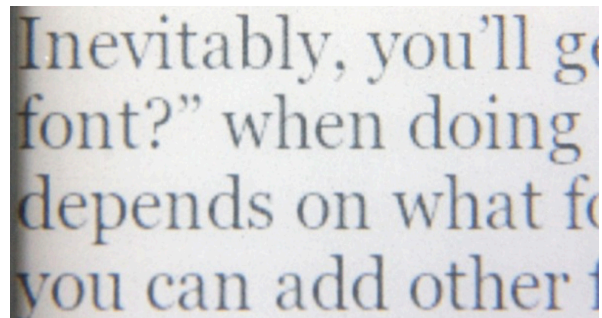 Inevitably, you’ll
font?” when doing
depends on what
you can add other